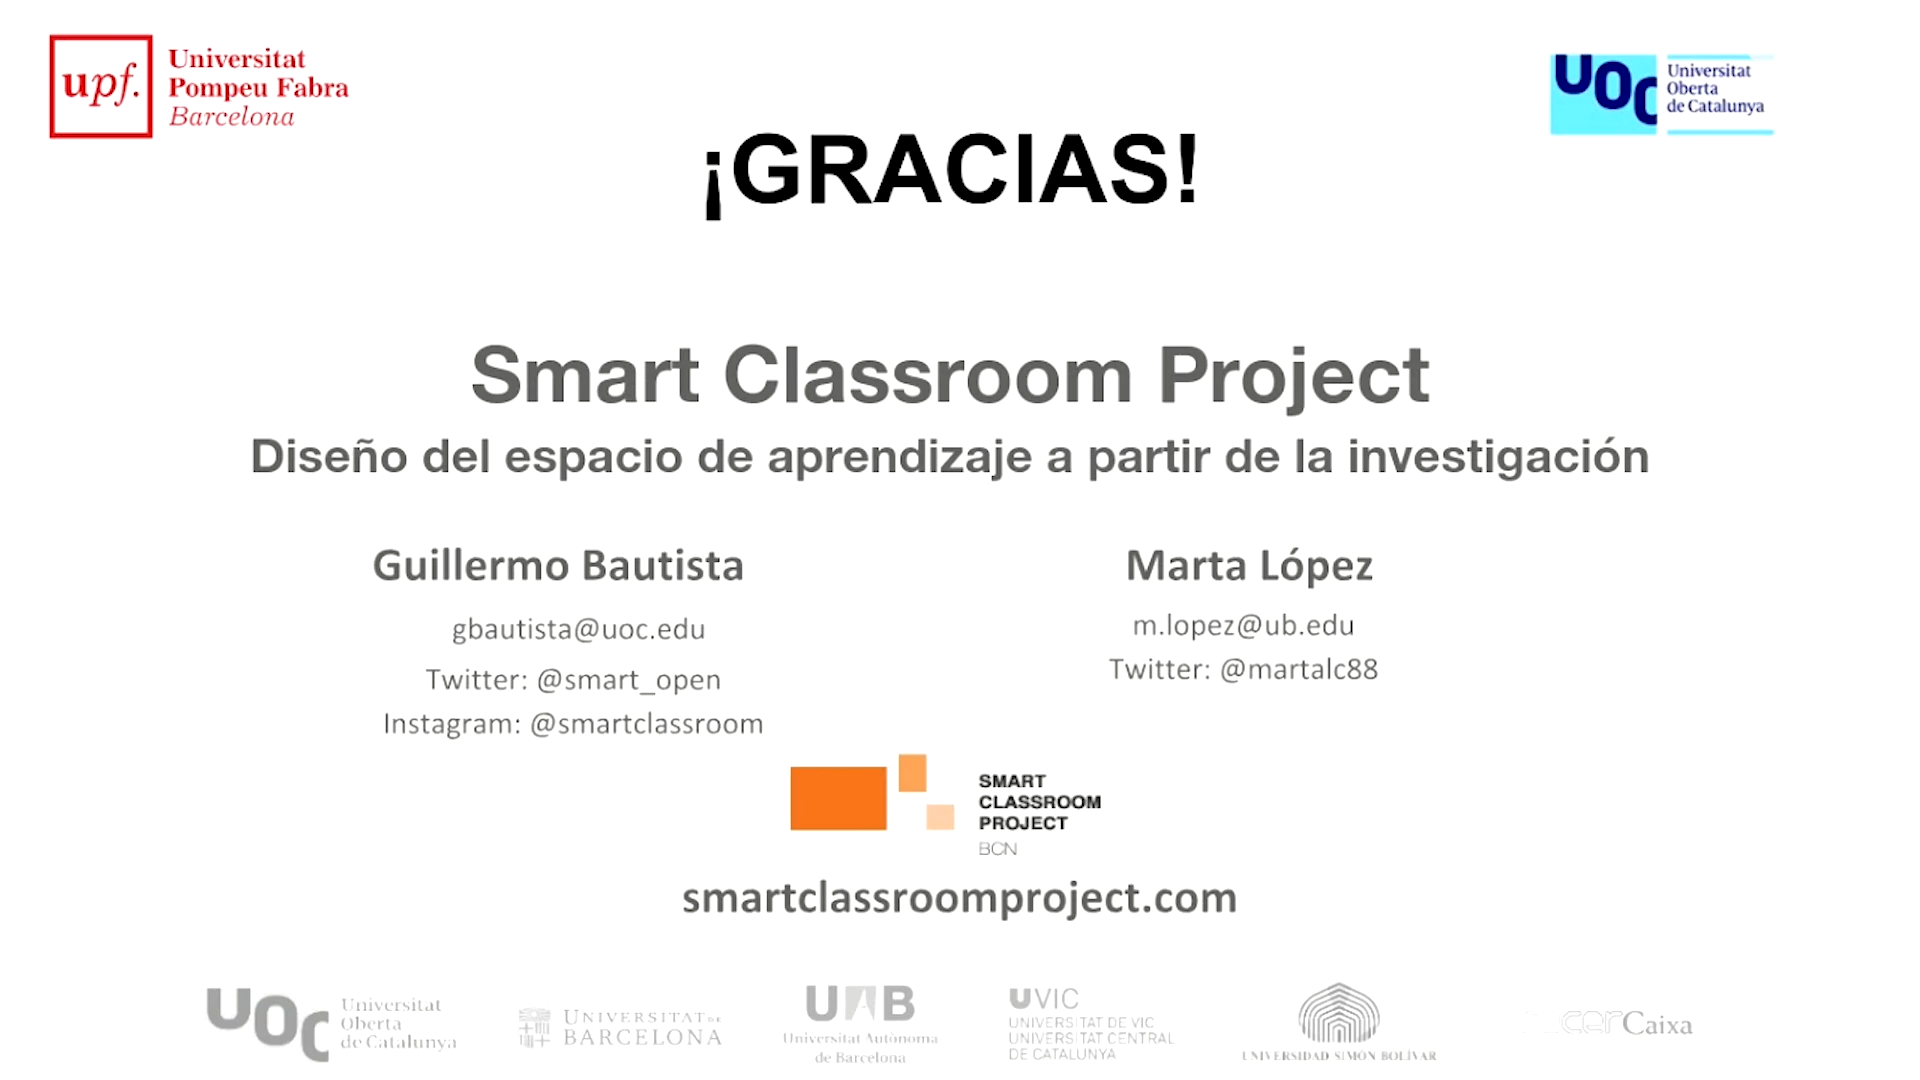 upf.
Universitat
Pompeu Fabra
Barcelona
UOC
Universitat
Oberta
de Catalunya
¡GRACIAS!
Smart Classroom Project
Diseño del espacio de aprendizaje a partir de la investigación
Guillermo Bautista
gbautista@uoc.edu
Twitter: @smart_open
Instagram: @smartclassroom
Marta López
m.lopez@ub.edu
Twitter: @martalc88
SMART
CLASSROOM
PROJECT
BCN
smartclassroomproject.com
UOC
Universitat
Oberta
de Catalunya
UNIVERSITAT DE
BARCELONA
UAB
Universitat Autònoma
de Barcelona
UVIC
UNIVERSITAT DE VIC
UNIVERSITAT CENTRAL
DE CATALUNYA
UNIVERSIDAD SIMÓN BOLÍVAR
Caixa